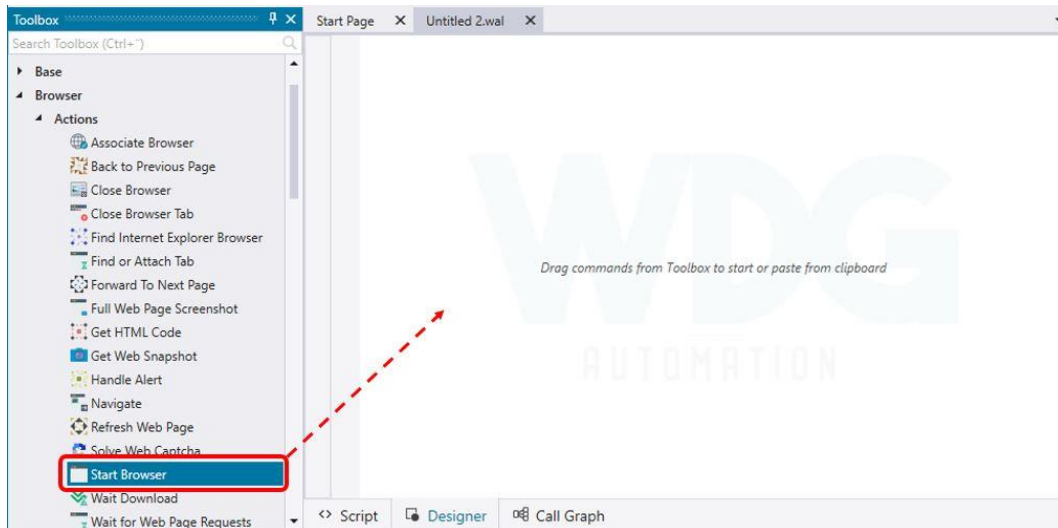 Toolbox
Start Page
Untitled 2.wal
Search Toolbox (Ctrl+¨)
Base
Browser
Actions
Associate Browser
Back to Previous Page
Close Browser
Close Browser Tab
Find Internet Explorer Browser
Find or Attach Tab
Forward To Next Page
Full Web Page Screenshot
Get HTML Code
Get Web Snapshot
Handle Alert
Navigate
Refresh Web Page
Solve Web Captcha
Start Browser
Wait Download
Wait for Web Page Requests
WDG
Drag commands from Toolbox to start or paste from clipboard
AUTOMATION
<> Script
Designer
Call Graph